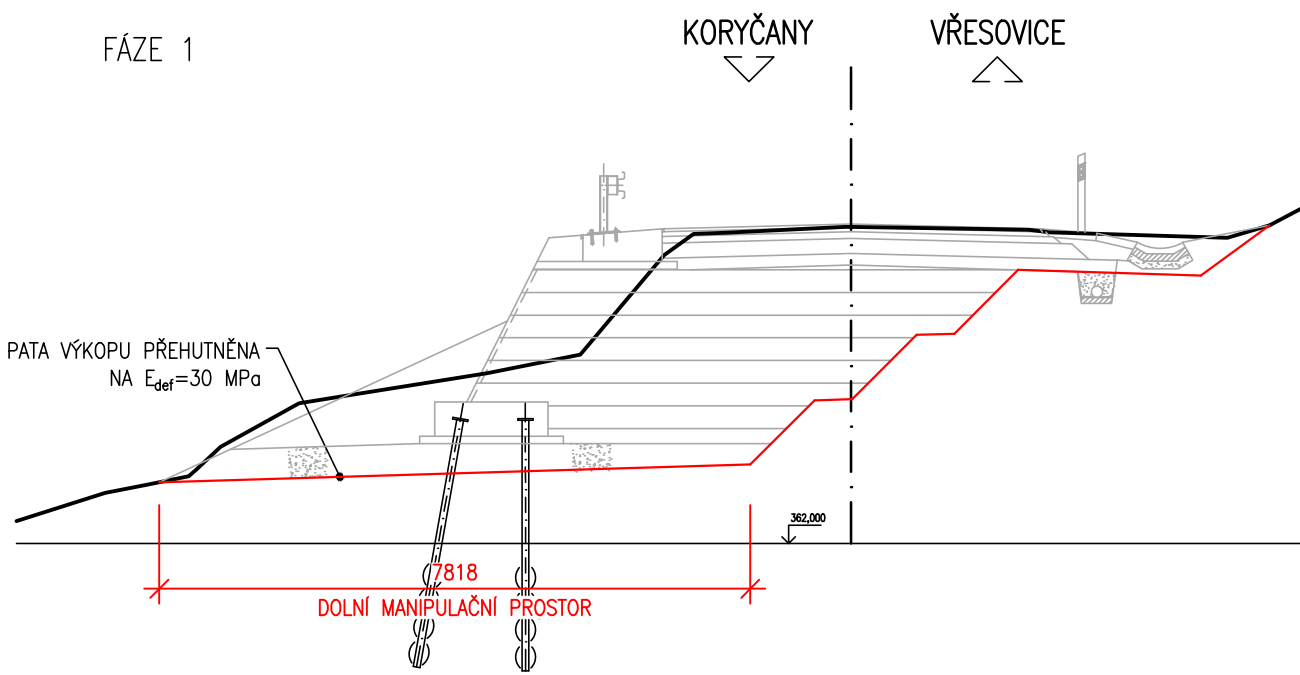 FÁZE 1
KORYČANY
VŘESOVICE
PATA VÝKOPU PŘEHUTNĚNA
NA Edef=30 MPa
362,000
7818
DOLNÍ MANIPULAČNÍ PROSTOR